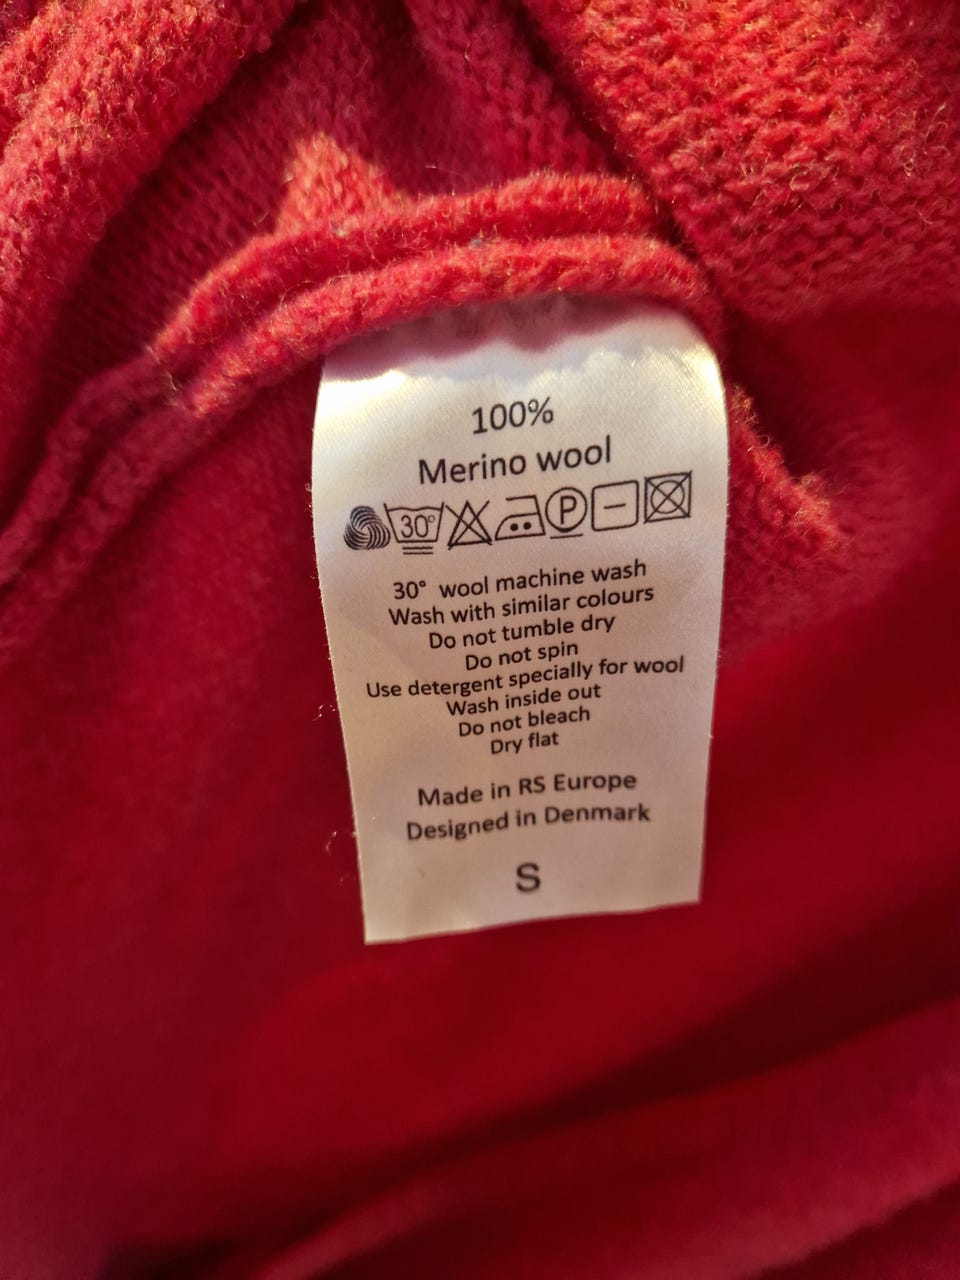 100%
Merino wool
30° P
30° wool machine wash
Wash with similar colours
Do not tumble dry
Do not spin
Use detergent specially for wool
Wash inside out
Do not bleach
Dry flat
Made in RS Europe
Designed in Denmark
S